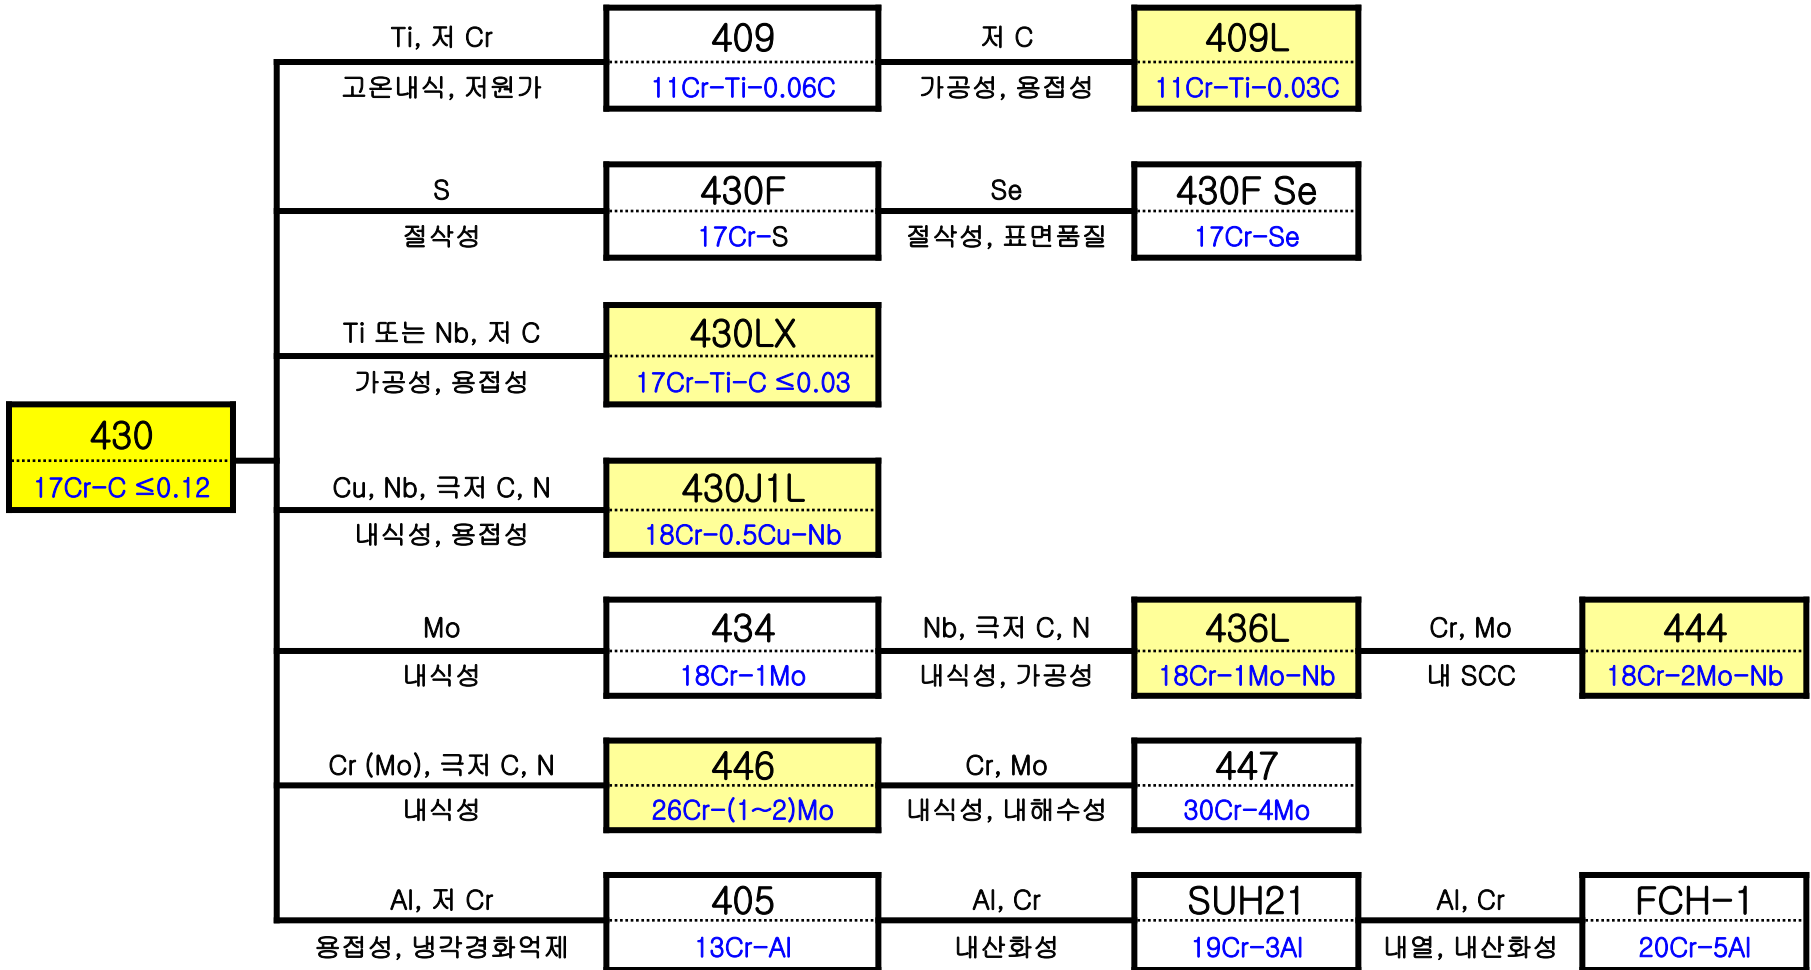 Ti, 저 Cr
고온내식, 저원가
409
11Cr-Ti-0.06C
저 C
가공성, 용접성
409L
11Cr-Ti-0.03C
S
절삭성
430F
17Cr-S
Se
절삭성, 표면품질
430F Se
17Cr-Se
Ti 또는 Nb, 저 C
가공성, 용접성
430LX
17Cr-Ti-C ≤0.03
430
17Cr-C ≤0.12
Cu, Nb, 극저 C, N
내식성, 용접성
430J1L
18Cr-0.5Cu-Nb
Mo
내식성
434
18Cr-1Mo
Nb, 극저 C, N
내식성, 가공성
436L
18Cr-1Mo-Nb
Cr, Mo
내 SCC
444
18Cr-2Mo-Nb
Cr (Mo), 극저 C, N
내식성
446
26Cr-(1~2)Mo
Cr, Mo
내식성, 내해수성
447
30Cr-4Mo
Al, 저 Cr
용접성, 냉각경화억제
405
13Cr-Al
Al, Cr
내산화성
SUH21
19Cr-3Al
Al, Cr
내열, 내산화성
FCH-1
20Cr-5Al